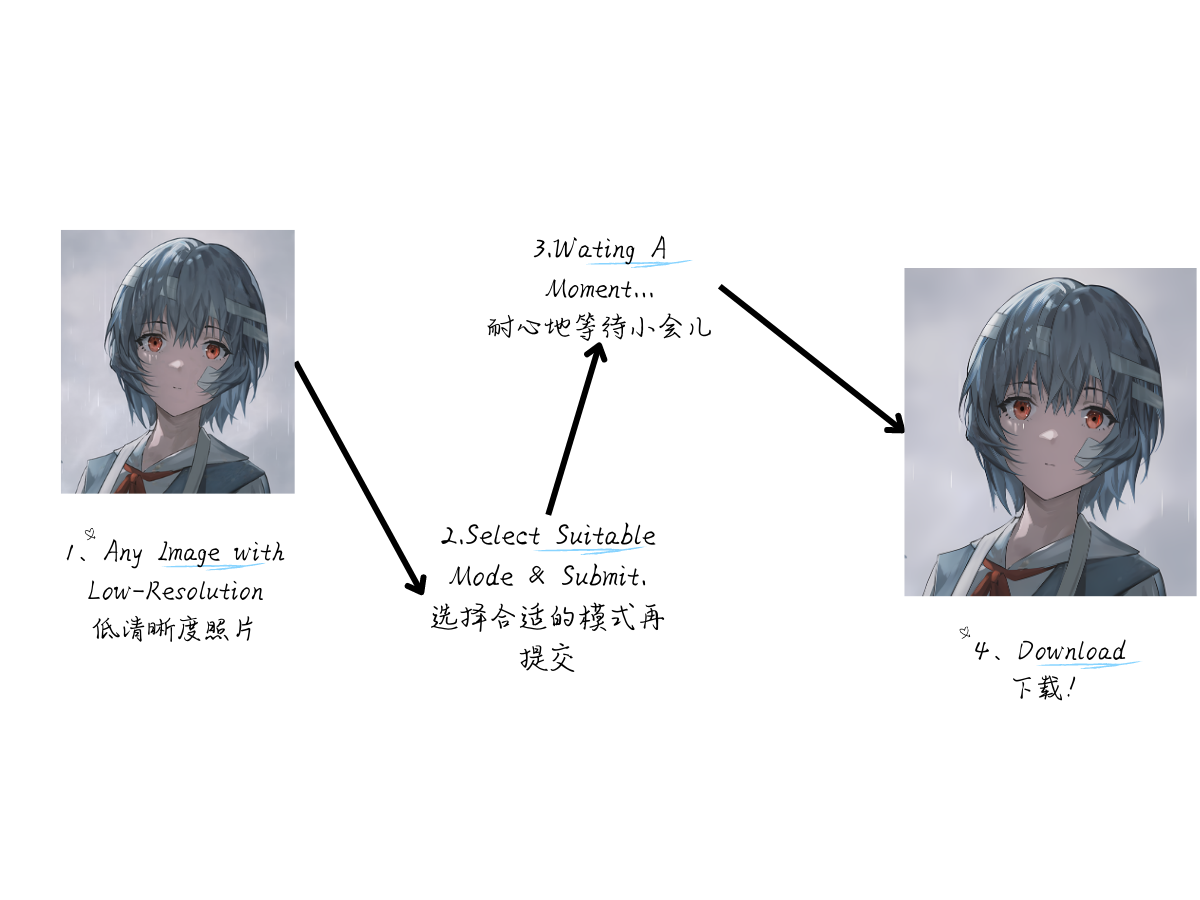 1、Any Image with
Low-Resolution
低清晰度照片
2.Select Suitable
Mode & Submit.
选择合适的模式再
提交
3.Wating A
Moment...
耐心地等待小会儿
4、Download
下载!